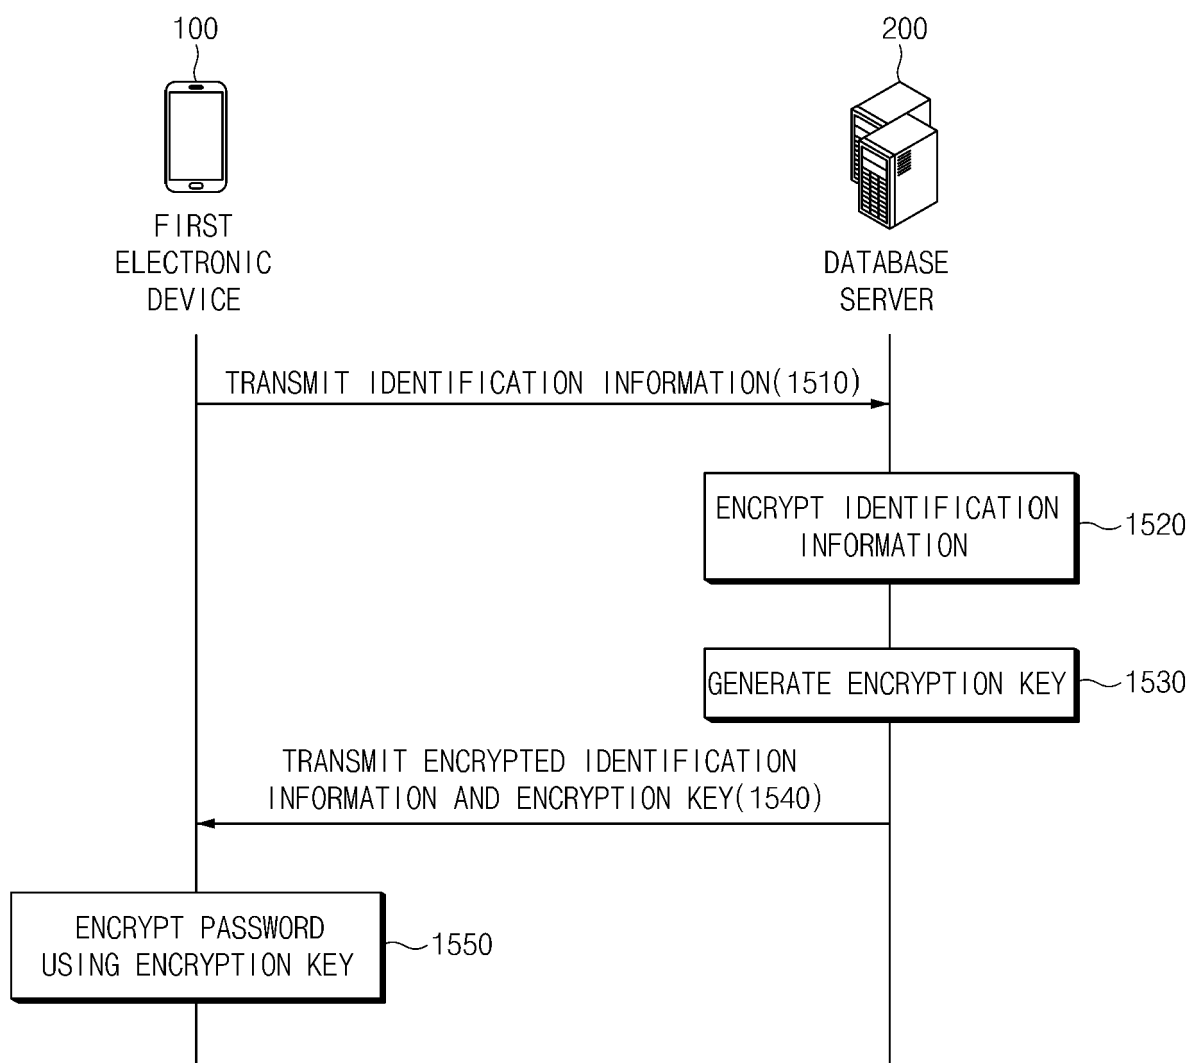 100
200
FIRST
ELECTRONIC
DEVICE
DATABASE
SERVER
TRANSMIT IDENTIFICATION INFORMATION(1510)
ENCRYPT IDENTIFICATION
INFORMATION
1520
GENERATE ENCRYPTION KEY
1530
TRANSMIT ENCRYPTED IDENTIFICATION
INFORMATION AND ENCRYPTION KEY(1540)
ENCRYPT PASSWORD
USING ENCRYPTION KEY
1550